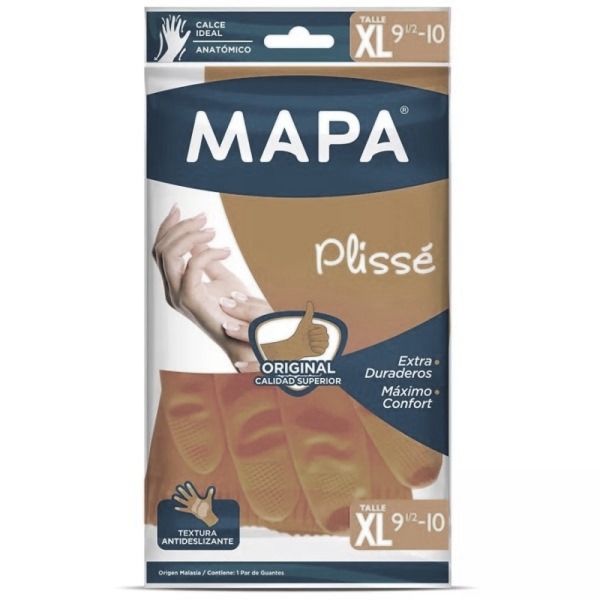 CALCE
IDEAL
ANATÓMICO
TALLE
XL 9 1/2-10
MAPA®
Plissé
ORIGINAL
CALIDAD SUPERIOR
Extra •
Duraderos
Máximo •
Confort
TEXTURA
ANTIDESLIZANTE
TALLE
XL 9 1/2-10
Origen Malasia / Contiene: 1 Par de Guantes